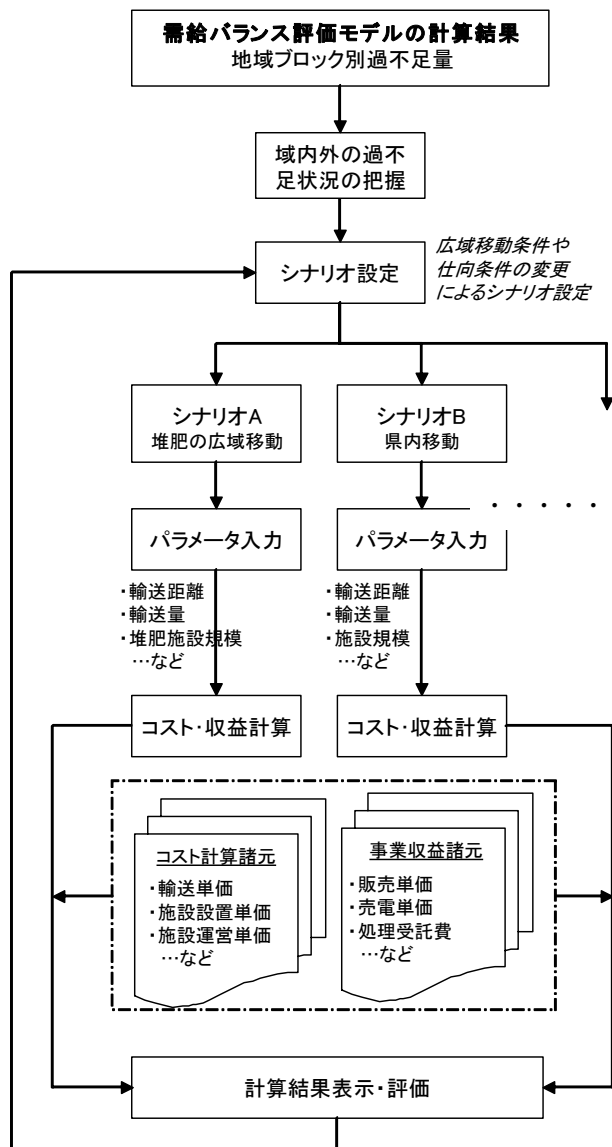 需給バランス評価モデルの計算結果
地域ブロック別過不足量
域内外の過不
足状況の把握
シナリオ設定
広域移動条件や
仕向条件の変更
によるシナリオ設定
シナリオA
堆肥の広域移動
シナリオB
県内移動
・・・・・
パラメータ入力
パラメータ入力
・輸送距離
・輸送量
・堆肥施設規模
…など
・輸送距離
・輸送量
・施設規模
…など
コスト・収益計算
コスト・収益計算
コスト計算諸元
・輸送単価
・施設設置単価
・施設運営単価
…など
事業収益諸元
・販売単価
・売電単価
・処理受託費
…など
計算結果表示・評価